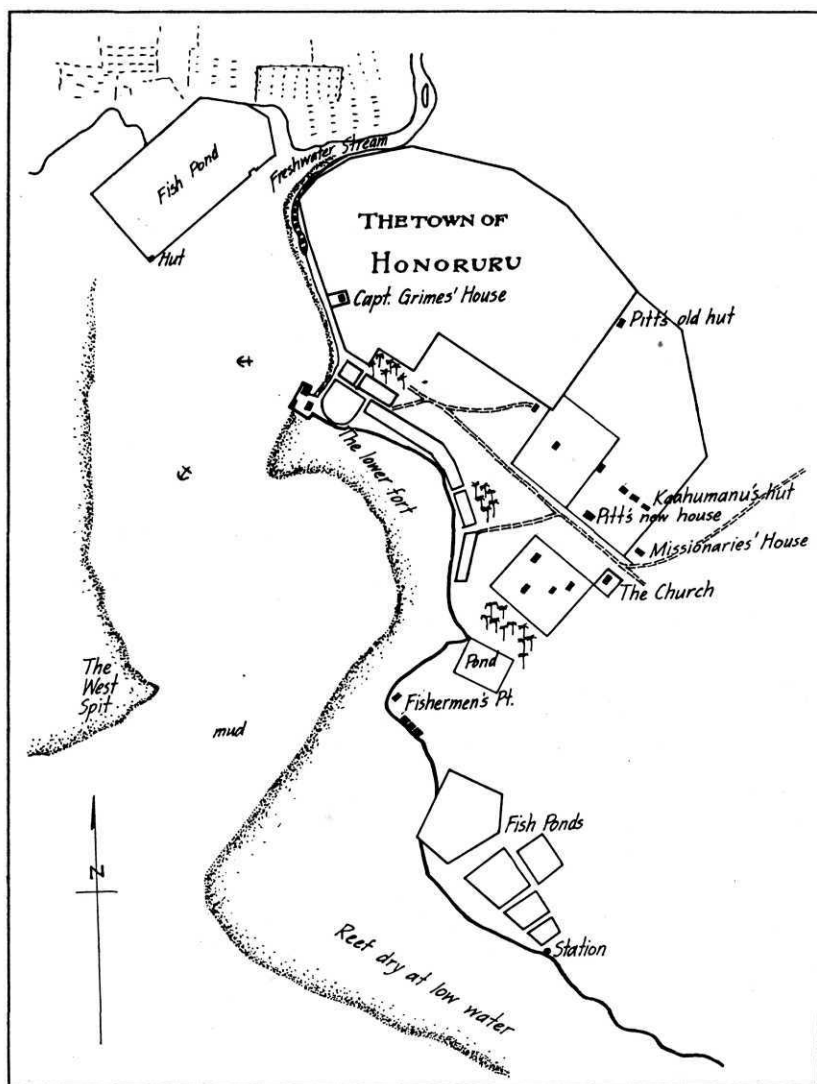 Freshwater Stream
Fish Pond
Hut
THE TOWN OF
HONORURU
Capt. Grimes' House
Pitt's old hut
The lower fort
Kaahumanu's hut
Pitt's new house
Missionaries' House
The Church
Pond
The
West
Spit
Fishermen's Pt.
mud
Fish Ponds
N
Station
Reef dry at low water